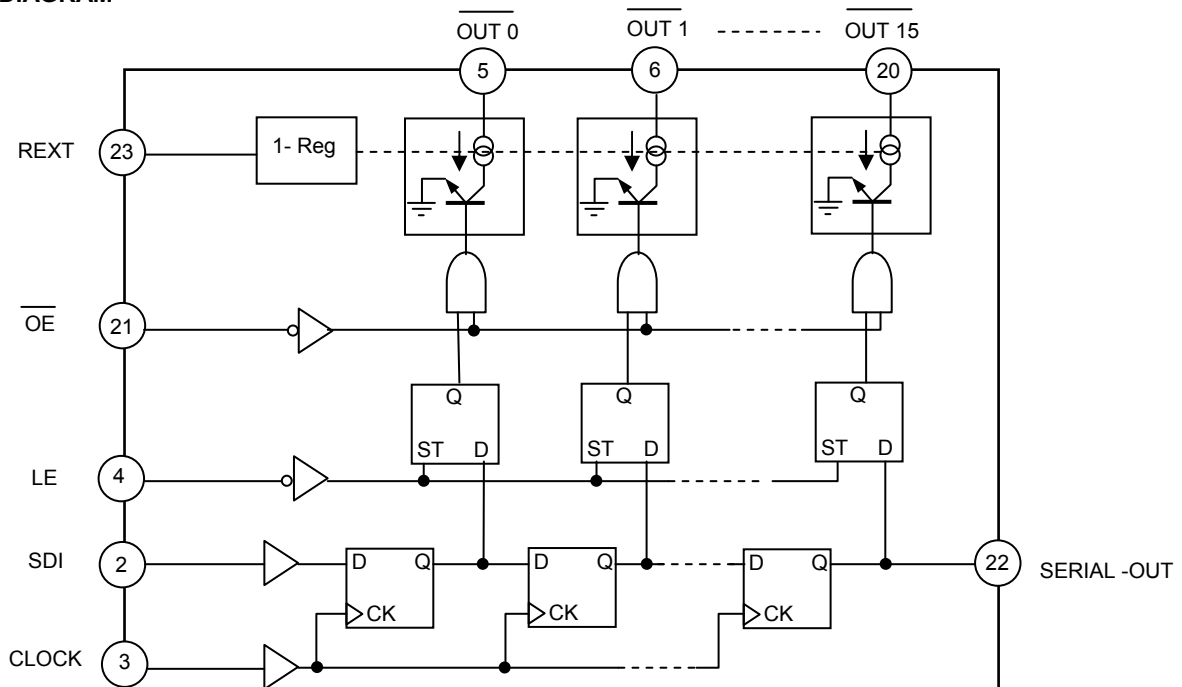 DIAGRAM
OUT 0 OUT 1 OUT 15
5 6 20
REXT 23 1- Reg
OE 21
Q Q Q
ST D ST D ST D
LE 4
SDI 2 D Q D Q D Q 22 SERIAL -OUT
CK CK CK
CLOCK 3